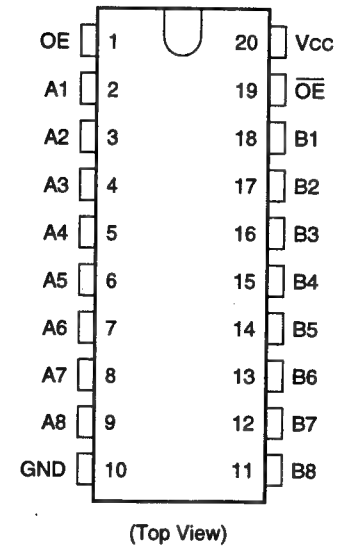 OE 1 20 Vcc
A1 2 19 O̅E̅
A2 3 18 B1
A3 4 17 B2
A4 5 16 B3
A5 6 15 B4
A6 7 14 B5
A7 8 13 B6
A8 9 12 B7
GND 10 11 B8
(Top View)